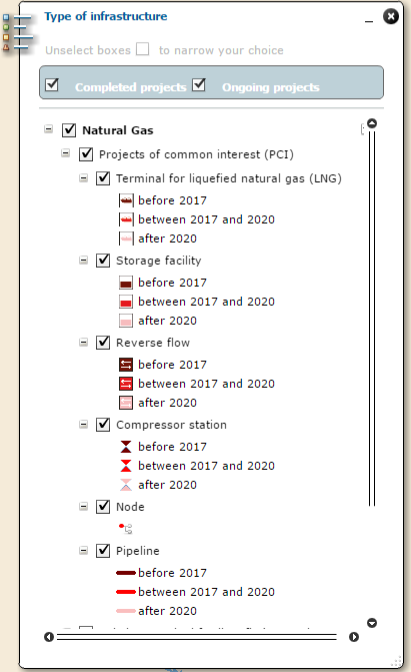 Type of infrastructure
Unselect boxes to narrow your choice
Completed projects Ongoing projects
Natural Gas
Projects of common interest (PCI)
Terminal for liquefied natural gas (LNG)
before 2017
between 2017 and 2020
after 2020
Storage facility
before 2017
between 2017 and 2020
after 2020
Reverse flow
before 2017
between 2017 and 2020
after 2020
Compressor station
before 2017
between 2017 and 2020
after 2020
Node
Pipeline
before 2017
between 2017 and 2020
after 2020